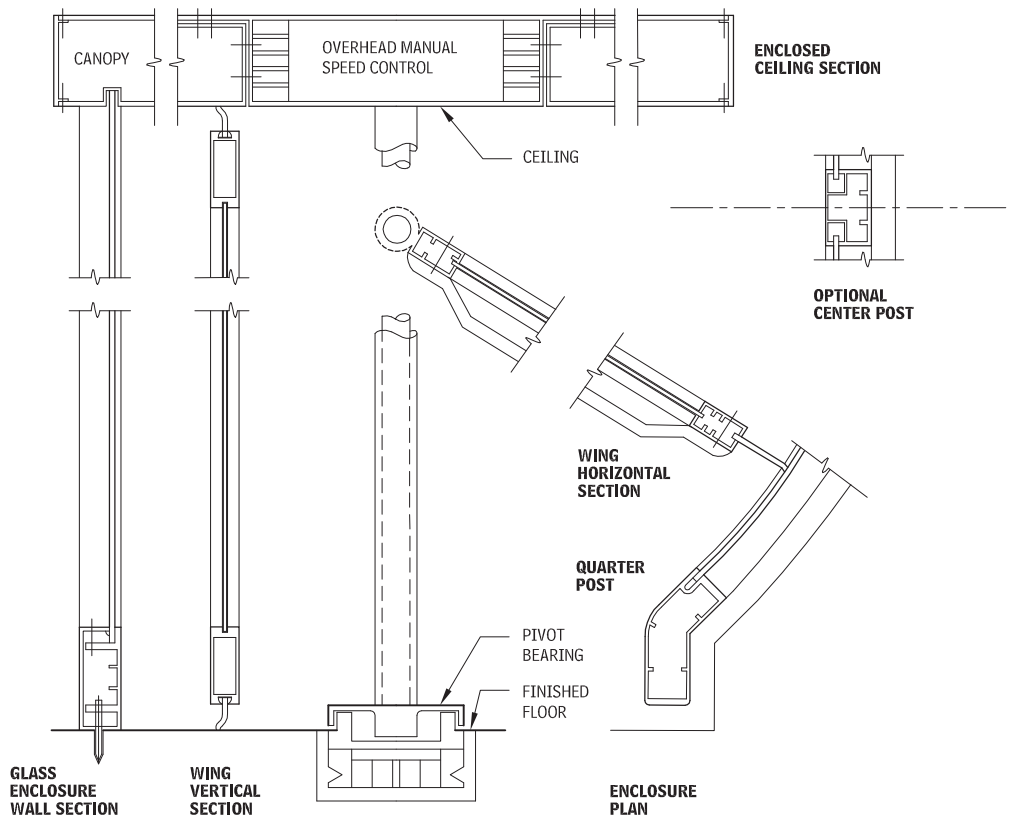 CANOPY
OVERHEAD MANUAL
SPEED CONTROL
ENCLOSED
CEILING SECTION
CEILING
OPTIONAL
CENTER POST
WING
HORIZONTAL
SECTION
QUARTER
POST
PIVOT
BEARING
FINISHED
FLOOR
GLASS
ENCLOSURE
WALL SECTION
WING
VERTICAL
SECTION
ENCLOSURE
PLAN